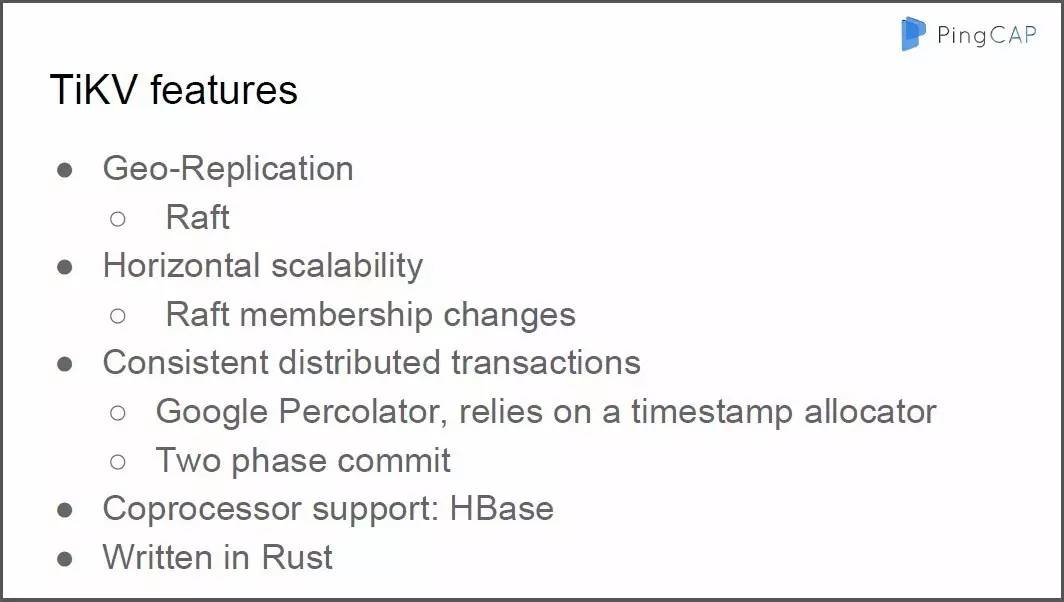 PingCAP
TiKV features
● Geo-Replication
○ Raft
● Horizontal scalability
○ Raft membership changes
● Consistent distributed transactions
○ Google Percolator, relies on a timestamp allocator
○ Two phase commit
● Coprocessor support: HBase
● Written in Rust